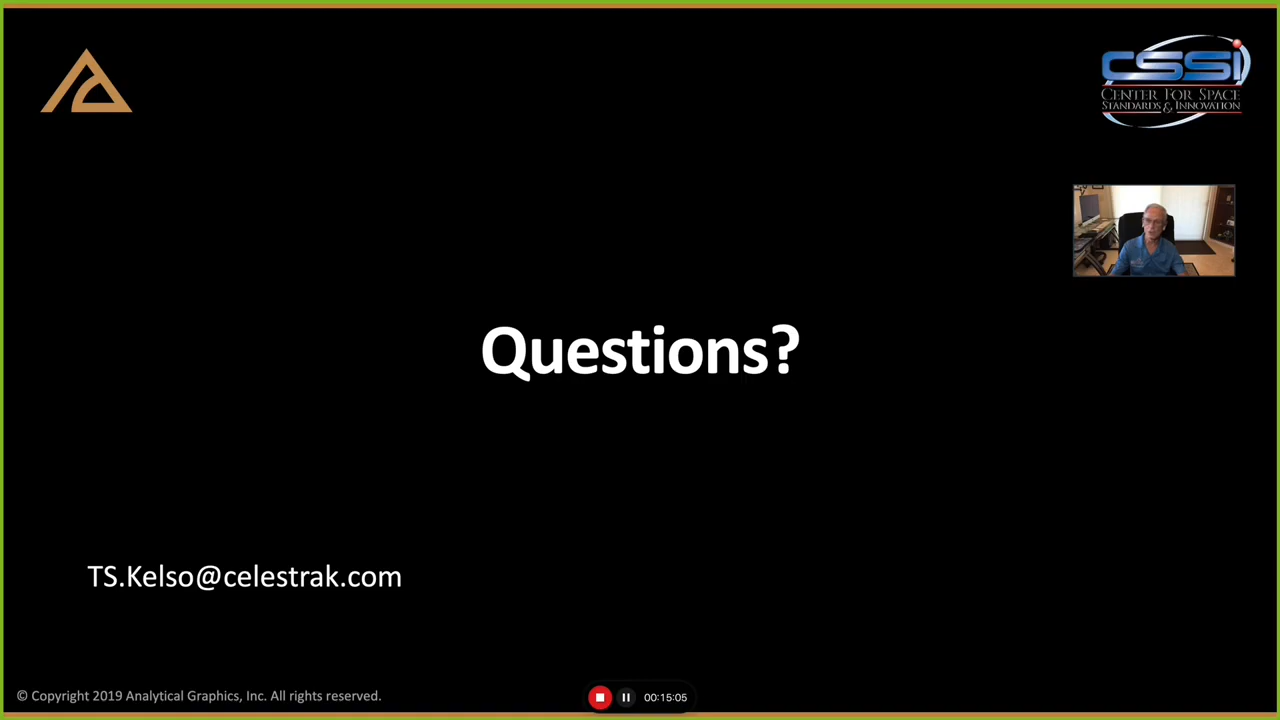 CSSI
CENTER FOR SPACE
STANDARDS & INNOVATION
Questions?
TS.Kelso@celestrak.com
© Copyright 2019 Analytical Graphics, Inc. All rights reserved.
00:15:05